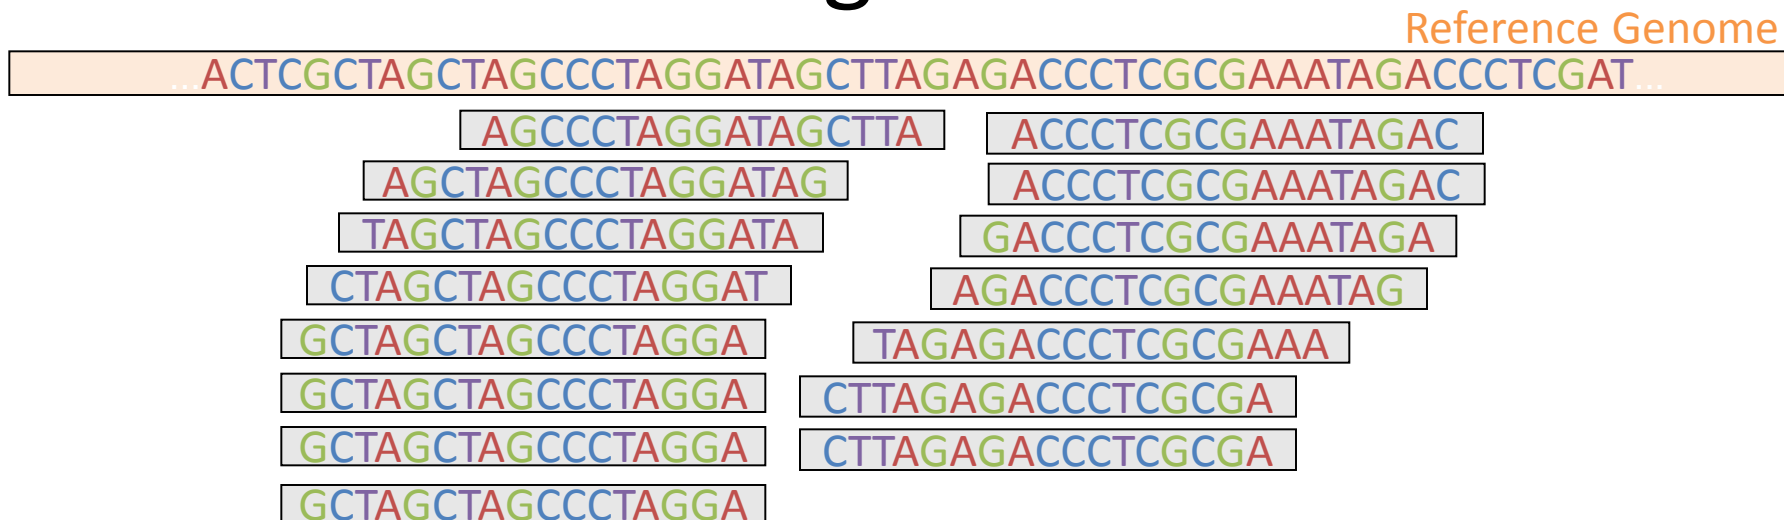 Reference Genome
...ACTCGCTAGCTAGCCCTAGGATAGCTTAGAGACCCTCGCGAAATAGACCCTCGAT...
AGCCCTAGGATAGCTTA
ACCCTCGCGAAATAGAC
AGCTAGCCCTAGGATAG
ACCCTCGCGAAATAGAC
TAGCTAGCCCTAGGATA
GACCCTCGCGAAATAGA
CTAGCTAGCCCTAGGAT
AGACCCTCGCGAAATAG
GCTAGCTAGCCCTAGGA
TAGAGACCCTCGCGAAA
GCTAGCTAGCCCTAGGA
CTTAGAGACCCTCGCGA
GCTAGCTAGCCCTAGGA
CTTAGAGACCCTCGCGA
GCTAGCTAGCCCTAGGA